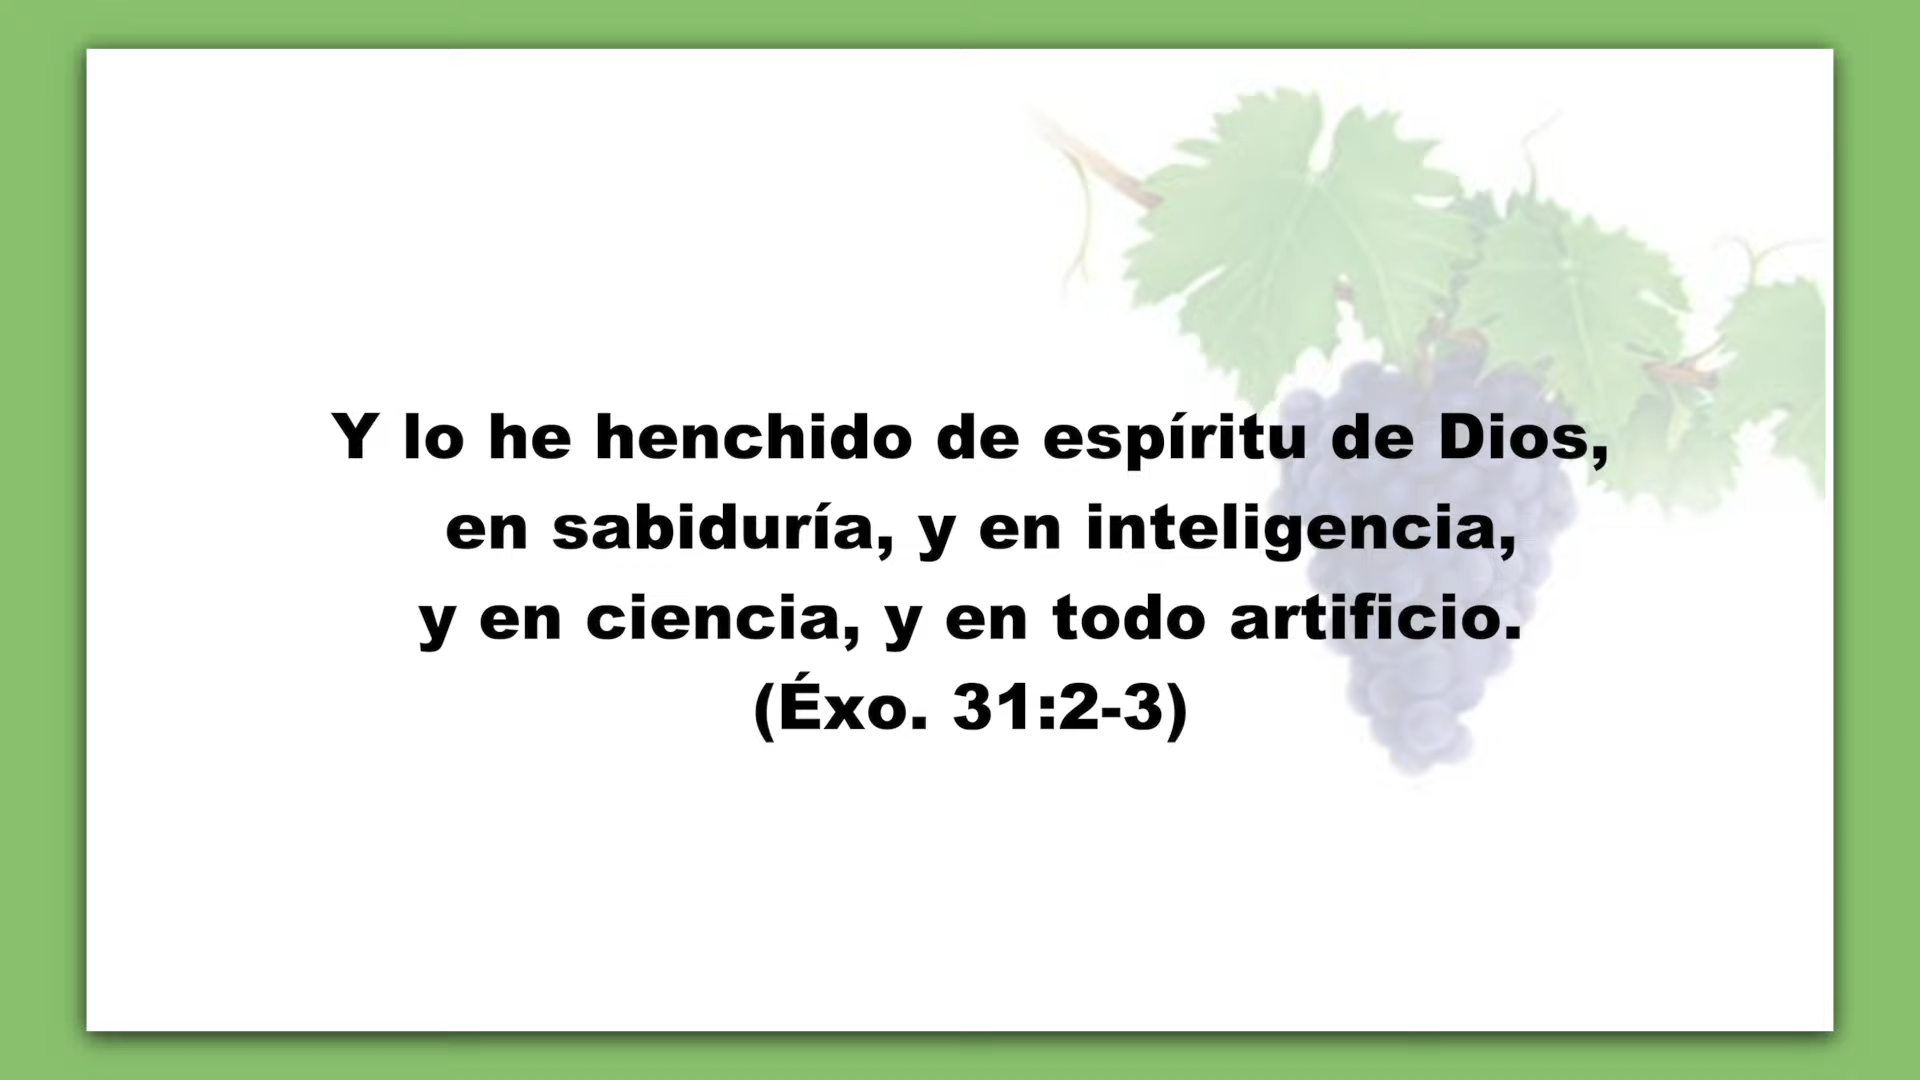 Y lo he henchido de espíritu de Dios,
en sabiduría, y en inteligencia,
y en ciencia, y en todo artificio.
(Éxo. 31:2-3)